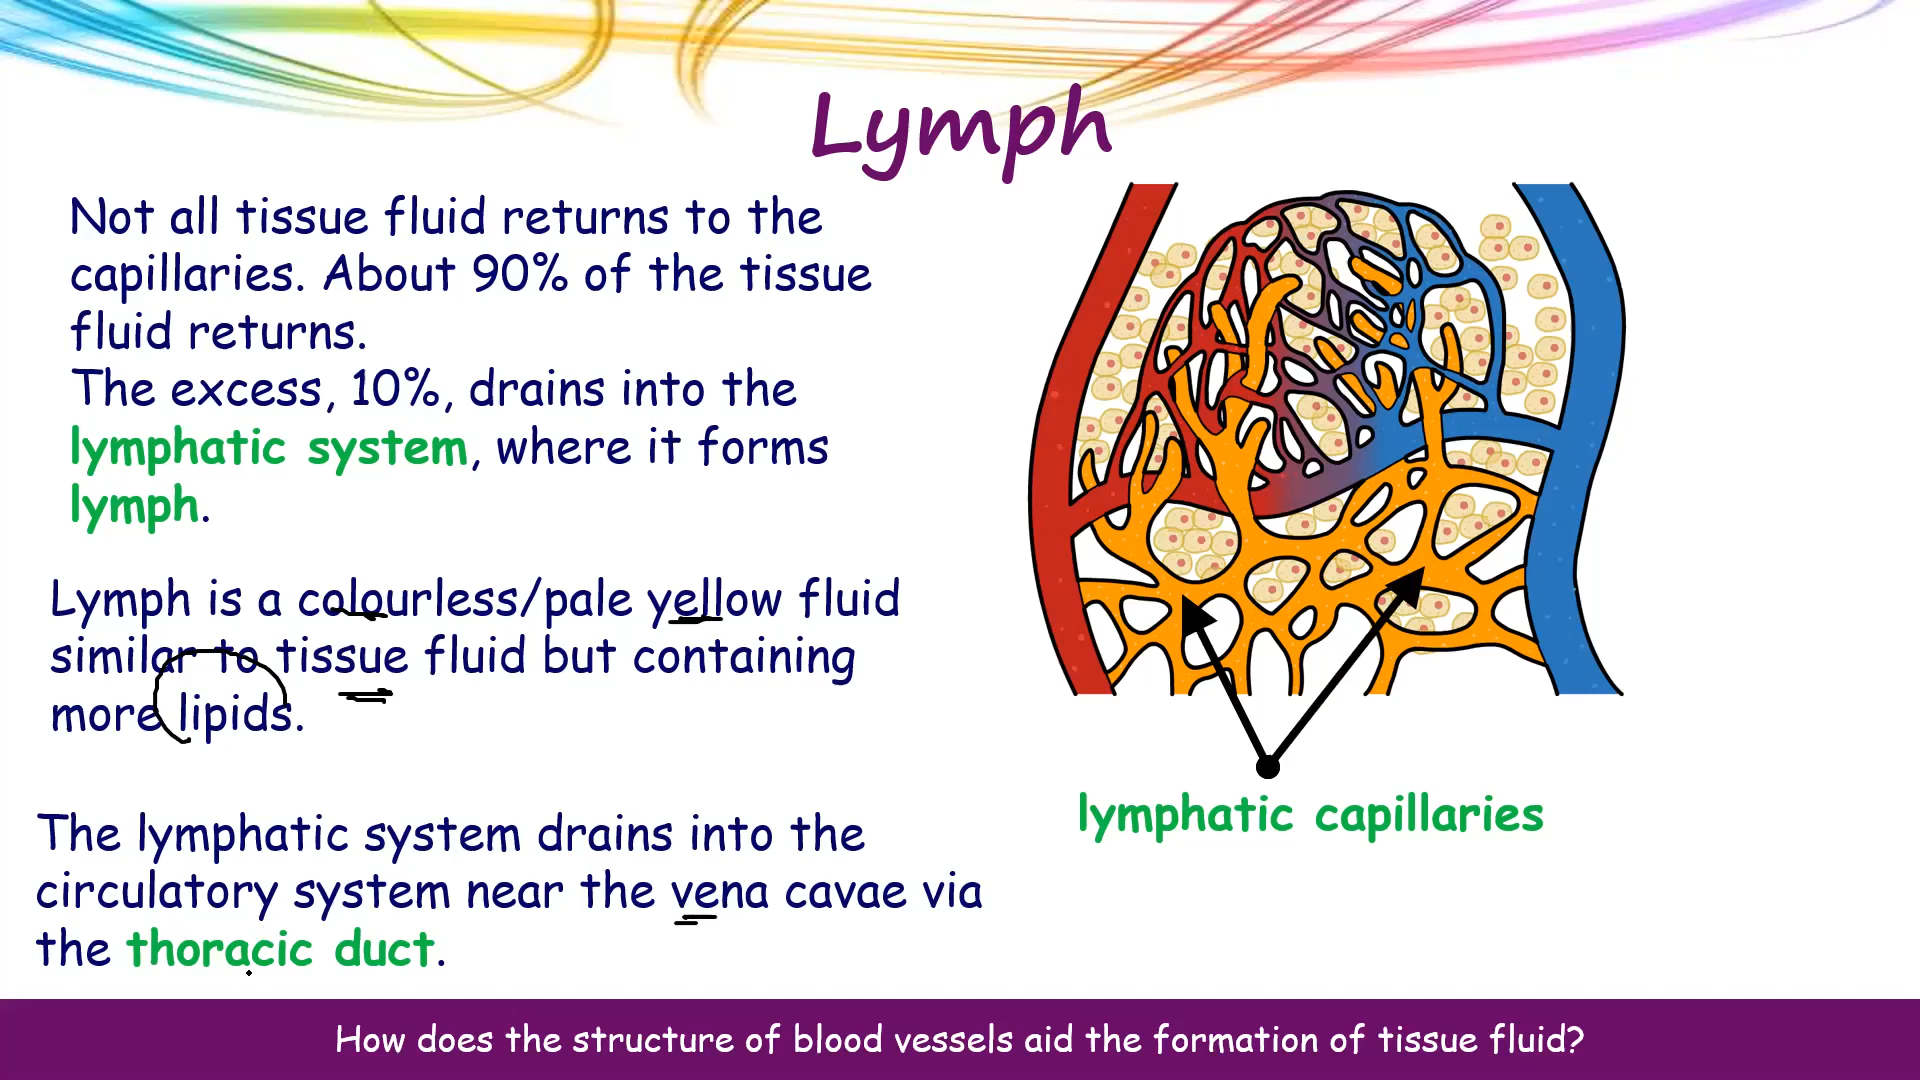 Lymph
Not all tissue fluid returns to the
capillaries. About 90% of the tissue
fluid returns.
The excess, 10%, drains into the
lymphatic system, where it forms
lymph.
Lymph is a colourless/pale yellow fluid
similar to tissue fluid but containing
more lipids.
The lymphatic system drains into the
circulatory system near the vena cavae via
the thoracic duct.
lymphatic capillaries
How does the structure of blood vessels aid the formation of tissue fluid?